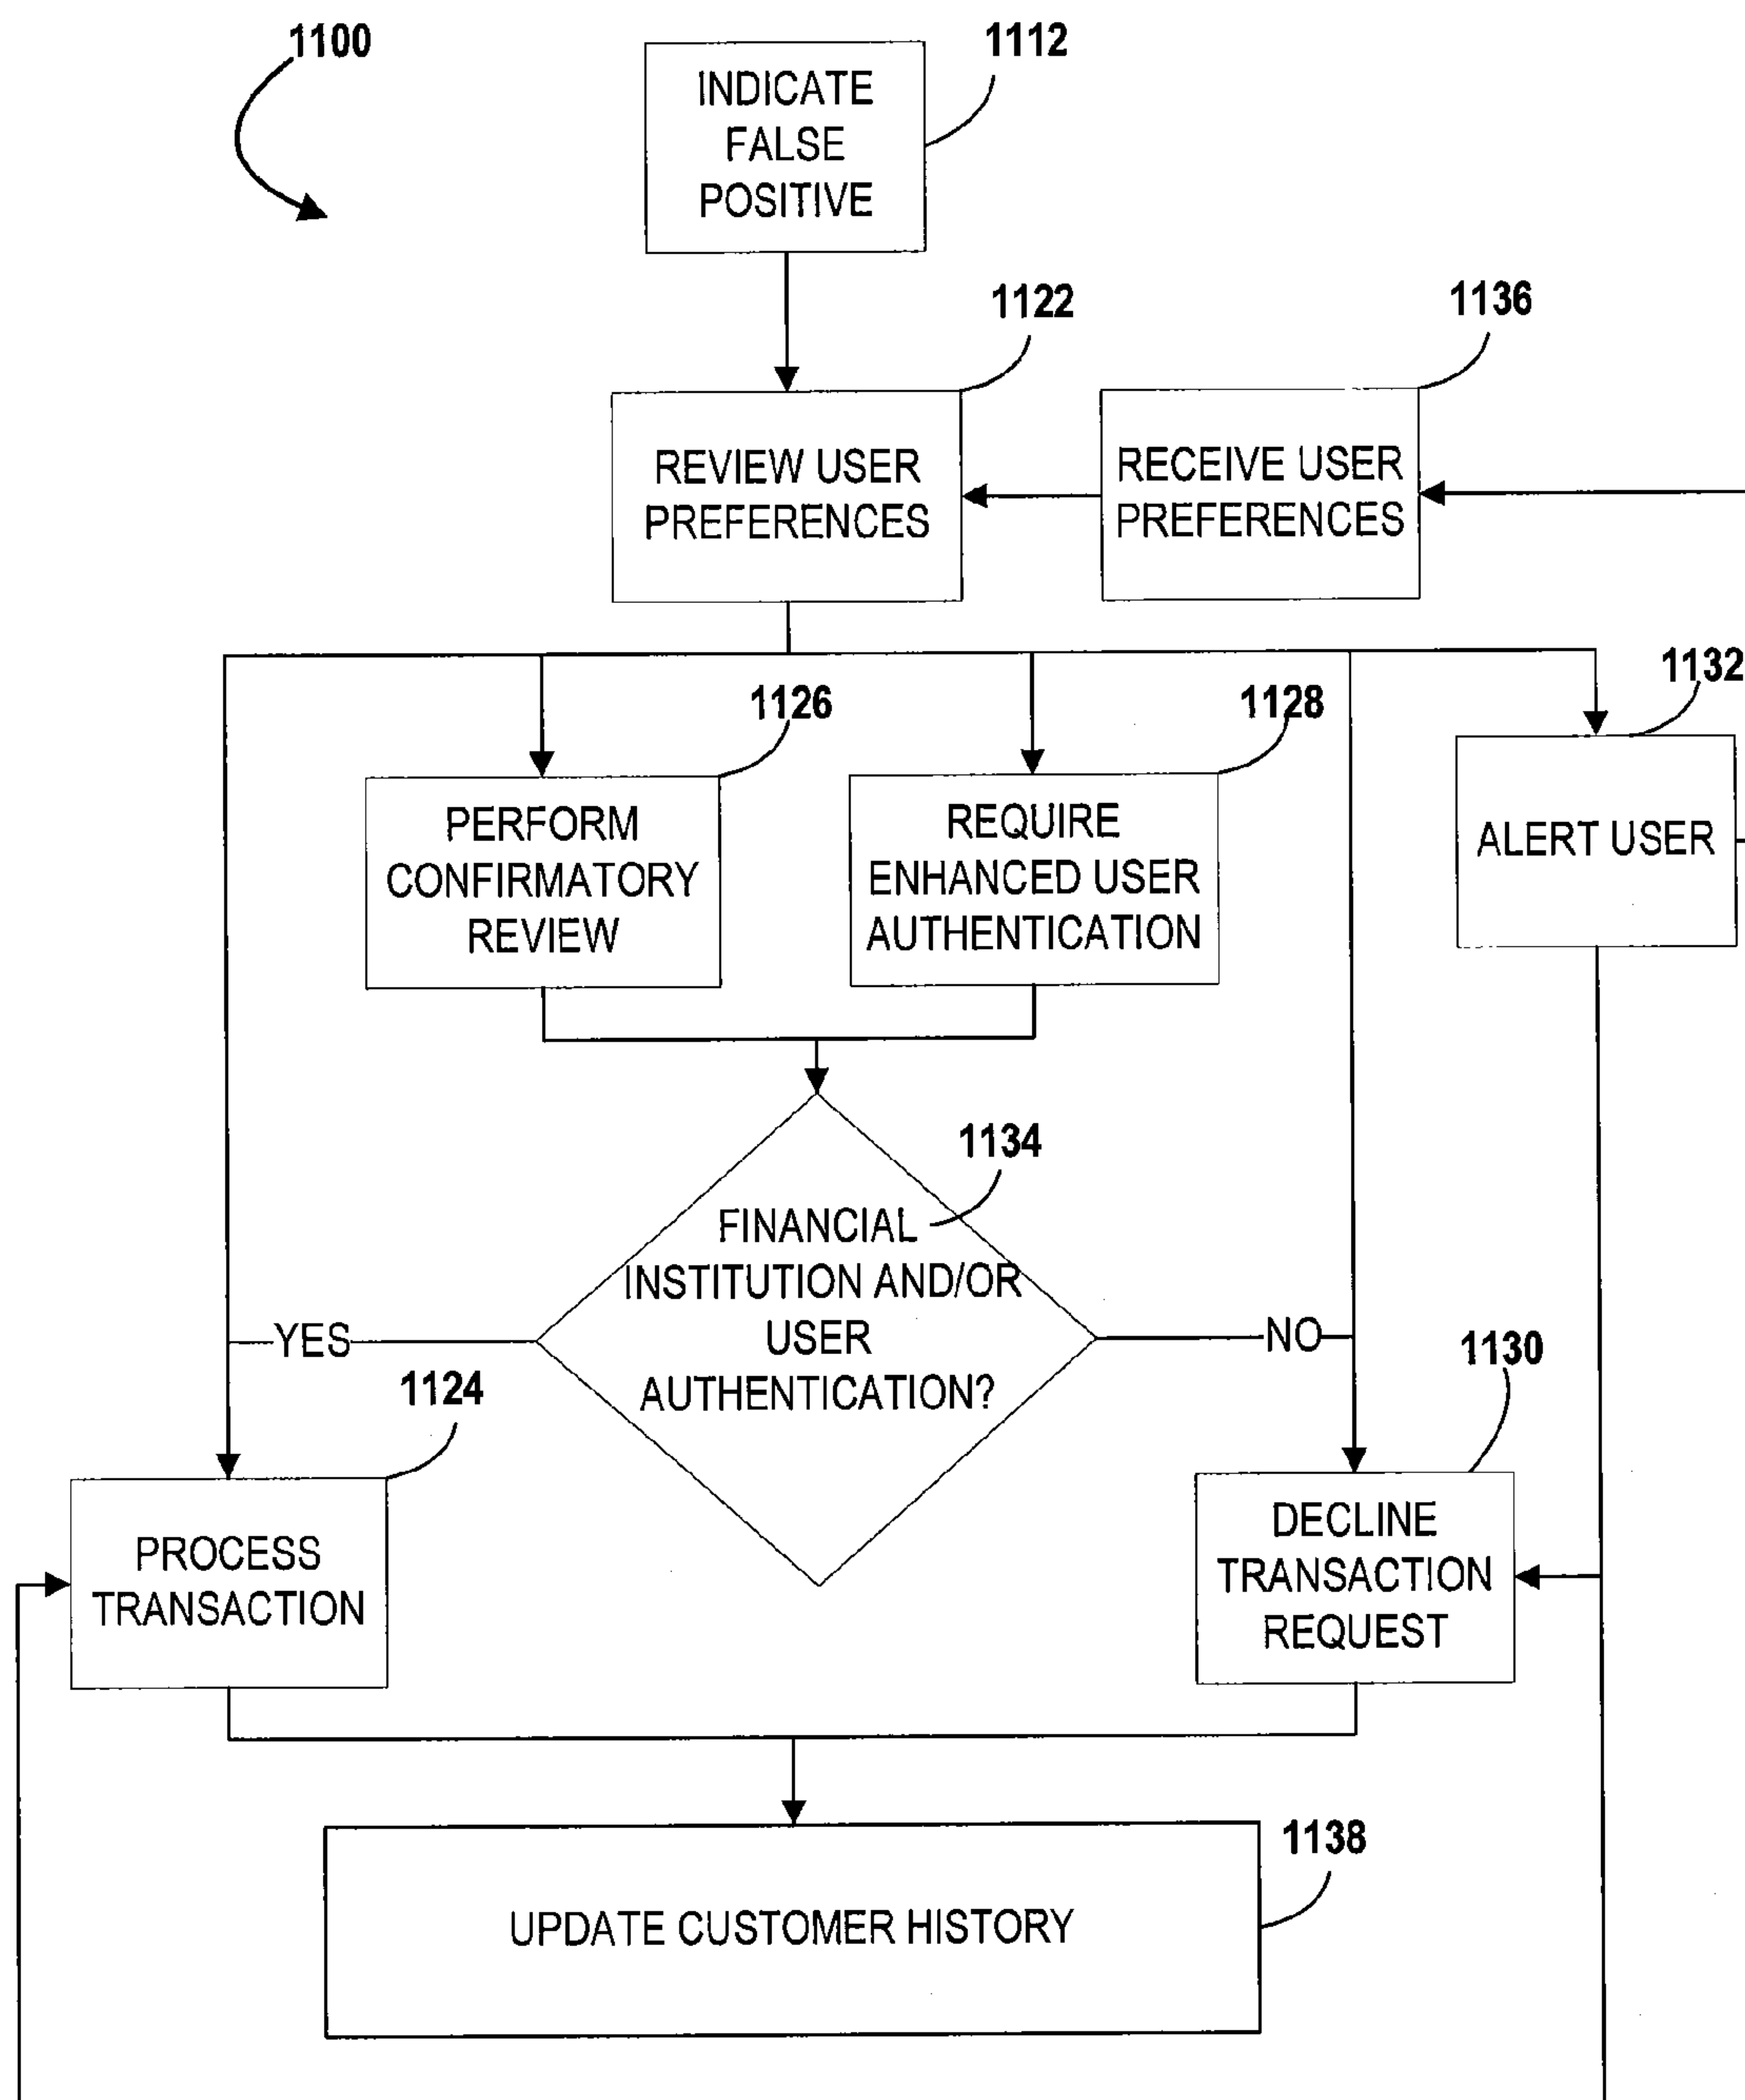 1100
1112
INDICATE
FALSE
POSITIVE
1122
1136
REVIEW USER
PREFERENCES
RECEIVE USER
PREFERENCES
1126
1128
1132
PERFORM
CONFIRMATORY
REVIEW
REQUIRE
ENHANCED USER
AUTHENTICATION
ALERT USER
1134
FINANCIAL
INSTITUTION AND/OR
USER
AUTHENTICATION?
YES
NO
1124
1130
PROCESS
TRANSACTION
DECLINE
TRANSACTION
REQUEST
1138
UPDATE CUSTOMER HISTORY